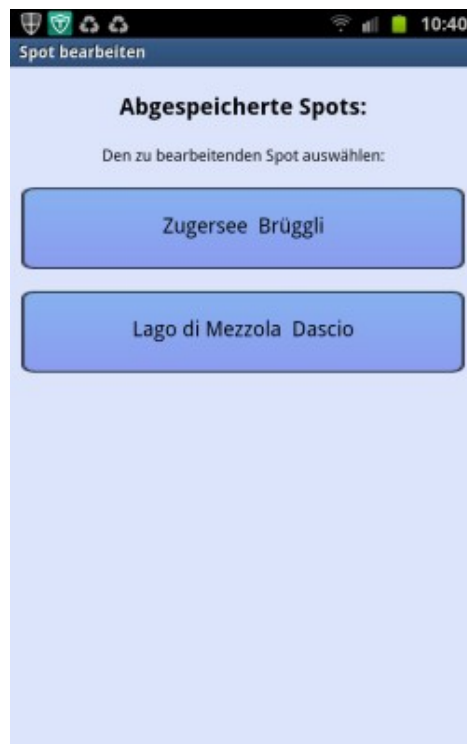 10:40
Spot bearbeiten
Abgespeicherte Spots:
Den zu bearbeitenden Spot auswählen:
Zugersee Brüggli
Lago di Mezzola Dascio